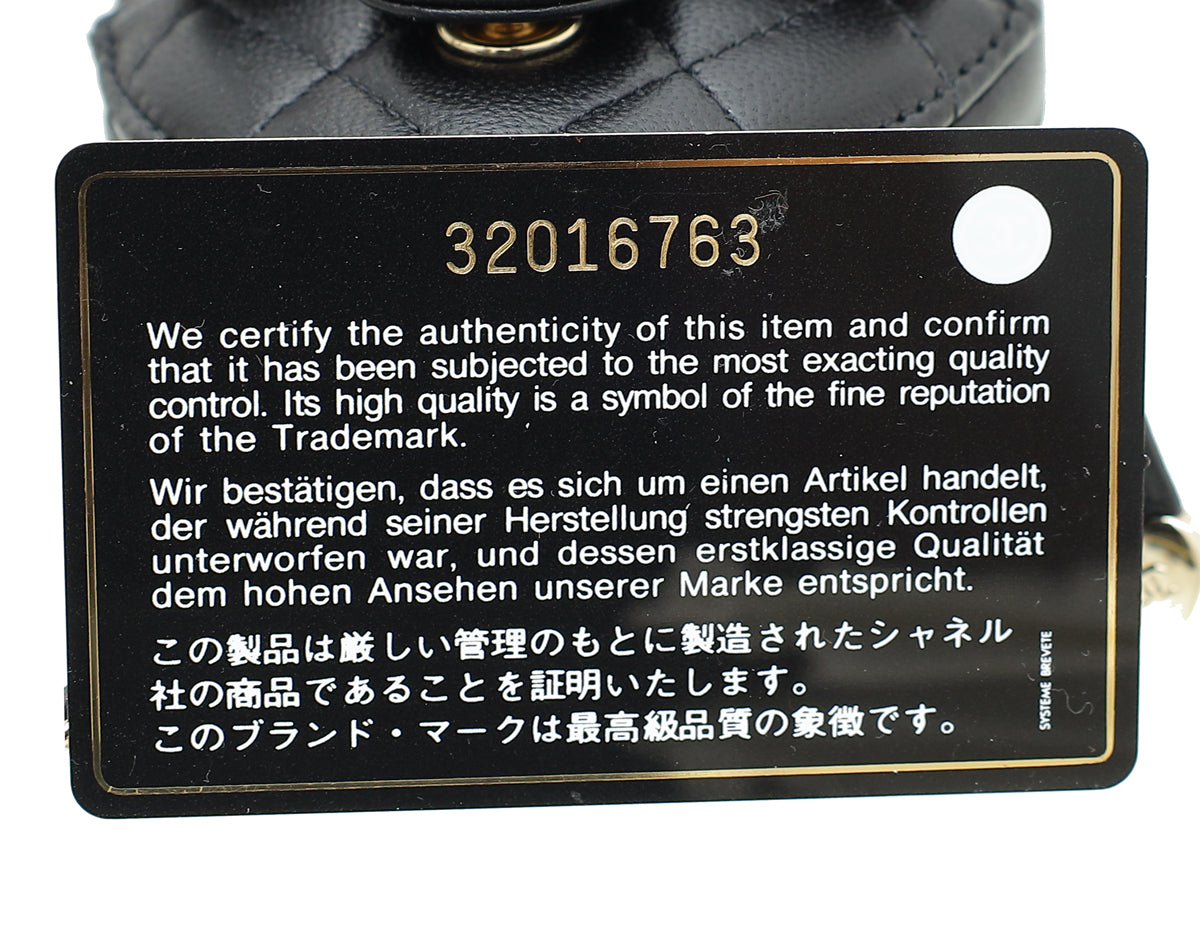 32016763
We certify the authenticity of this item and confirm
that it has been subjected to the most exacting quality
control. Its high quality is a symbol of the fine reputation
of the Trademark.
Wir bestätigen, dass es sich um einen Artikel handelt,
der während seiner Herstellung strengsten Kontrollen
unterworfen war, und dessen erstklassige Qualität
dem hohen Ansehen unserer Marke entspricht.
この製品は厳しい管理のもとに製造されたシャネル
社の商品であることを証明いたします。
このブランド・マークは最高級品質の象徴です。
SYSTEME BREVETE